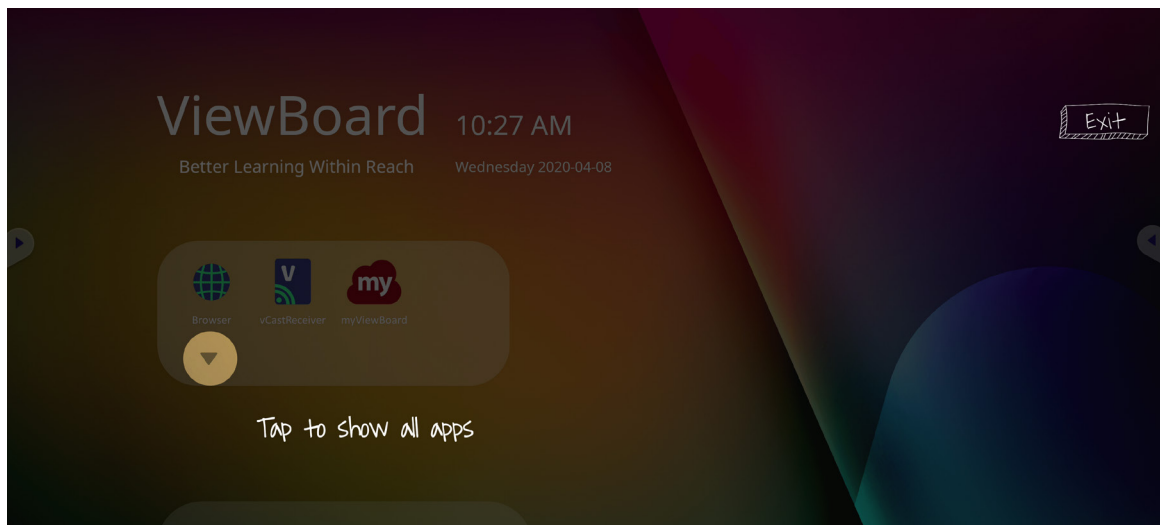 ViewBoard
10:27 AM
Exit
Better Learning Within Reach
Wednesday 2020-04-08
V
my
Browser
vCastReceiver
myViewBoard
Tap to show all apps